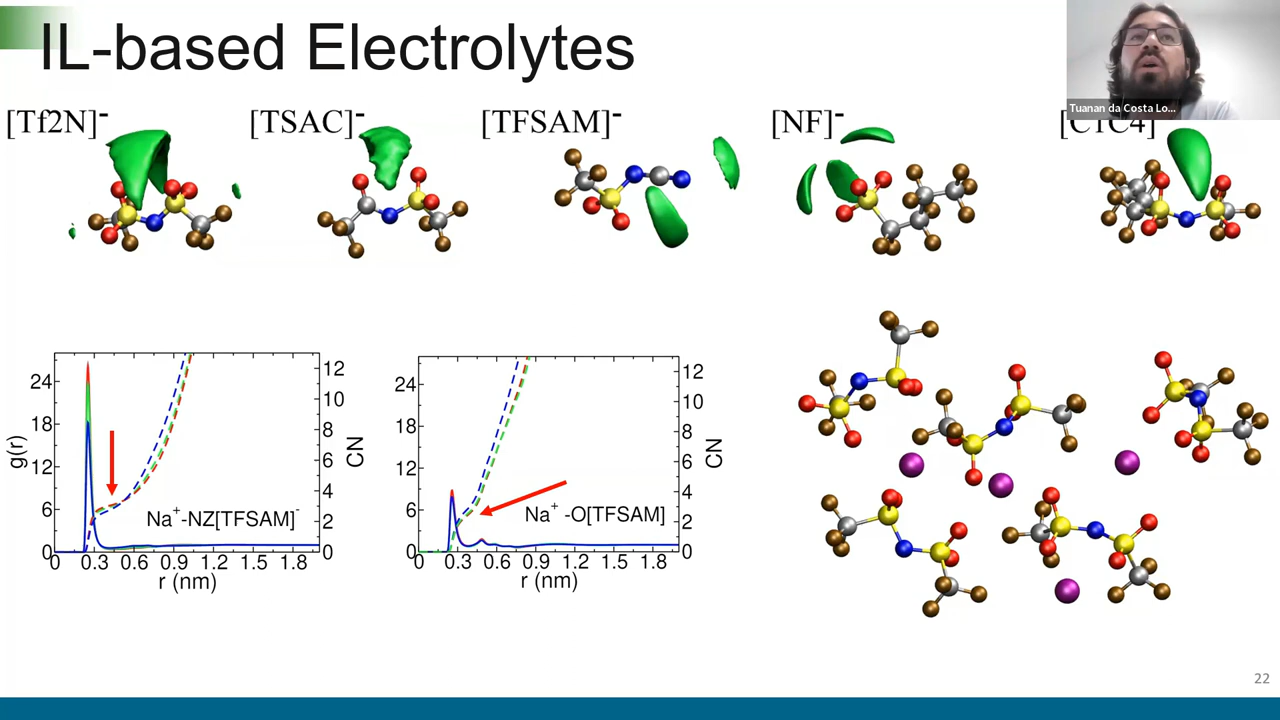 IL-based Electrolytes
Tuanan da Costa Lo...
[Tf2N]-
[TSAC]-
[TFSAM]-
[NF]-
24
18
12
6
0
g(r)
12
10
8
6
4
2
0
CN
Na+-NZ[TFSAM]-
0 0.3 0.6 0.9 1.2 1.5 1.8
r (nm)
24
18
12
6
0
12
10
8
6
4
2
0
CN
Na+ -O[TFSAM]
0 0.3 0.6 0.9 1.2 1.5 1.8
r (nm)
22